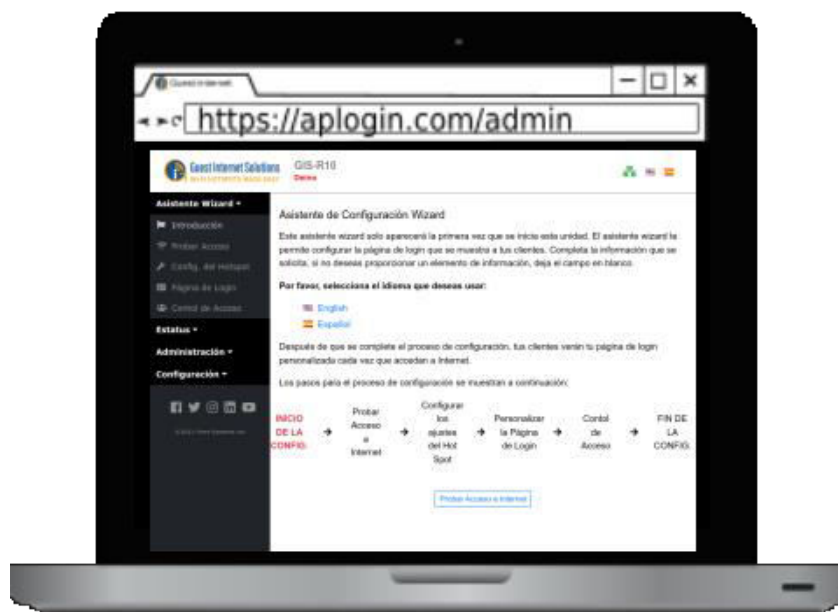 Guest Internet
https://aplogin.com/admin
Guest Internet Solutions
GIS-R10
Demo
Asistente Wizard
Introducción
Probar Acceso
Config. del Hotspot
Página de Login
Contol de Acceso
Estatus
Administración
Configuración
Asistente de Configuración Wizard
Este asistente wizard solo aparecerá la primera vez que se inicie esta unidad. El asistente wizard te
permite configurar la página de login que se muestra a tus clientes. Completa la información que se
solicita, si no deseas proporcionar un elemento de información, deja el campo en blanco.
Por favor, selecciona el idioma que deseas usar:
English
Español
Después de que se complete el proceso de configuración, tus clientes verán tu página de login
personalizada cada vez que accedan a Internet.
Los pasos para el proceso de configuración se muestran a continuación:
INICIO
DE LA
CONFIG.
Probar
Acceso
a
Internet
Configurar
los
ajustes
del Hot
Spot
Personalizar
la Página
de Login
Contol
de
Acceso
FIN DE
LA
CONFIG.
Probar Acceso a Internet